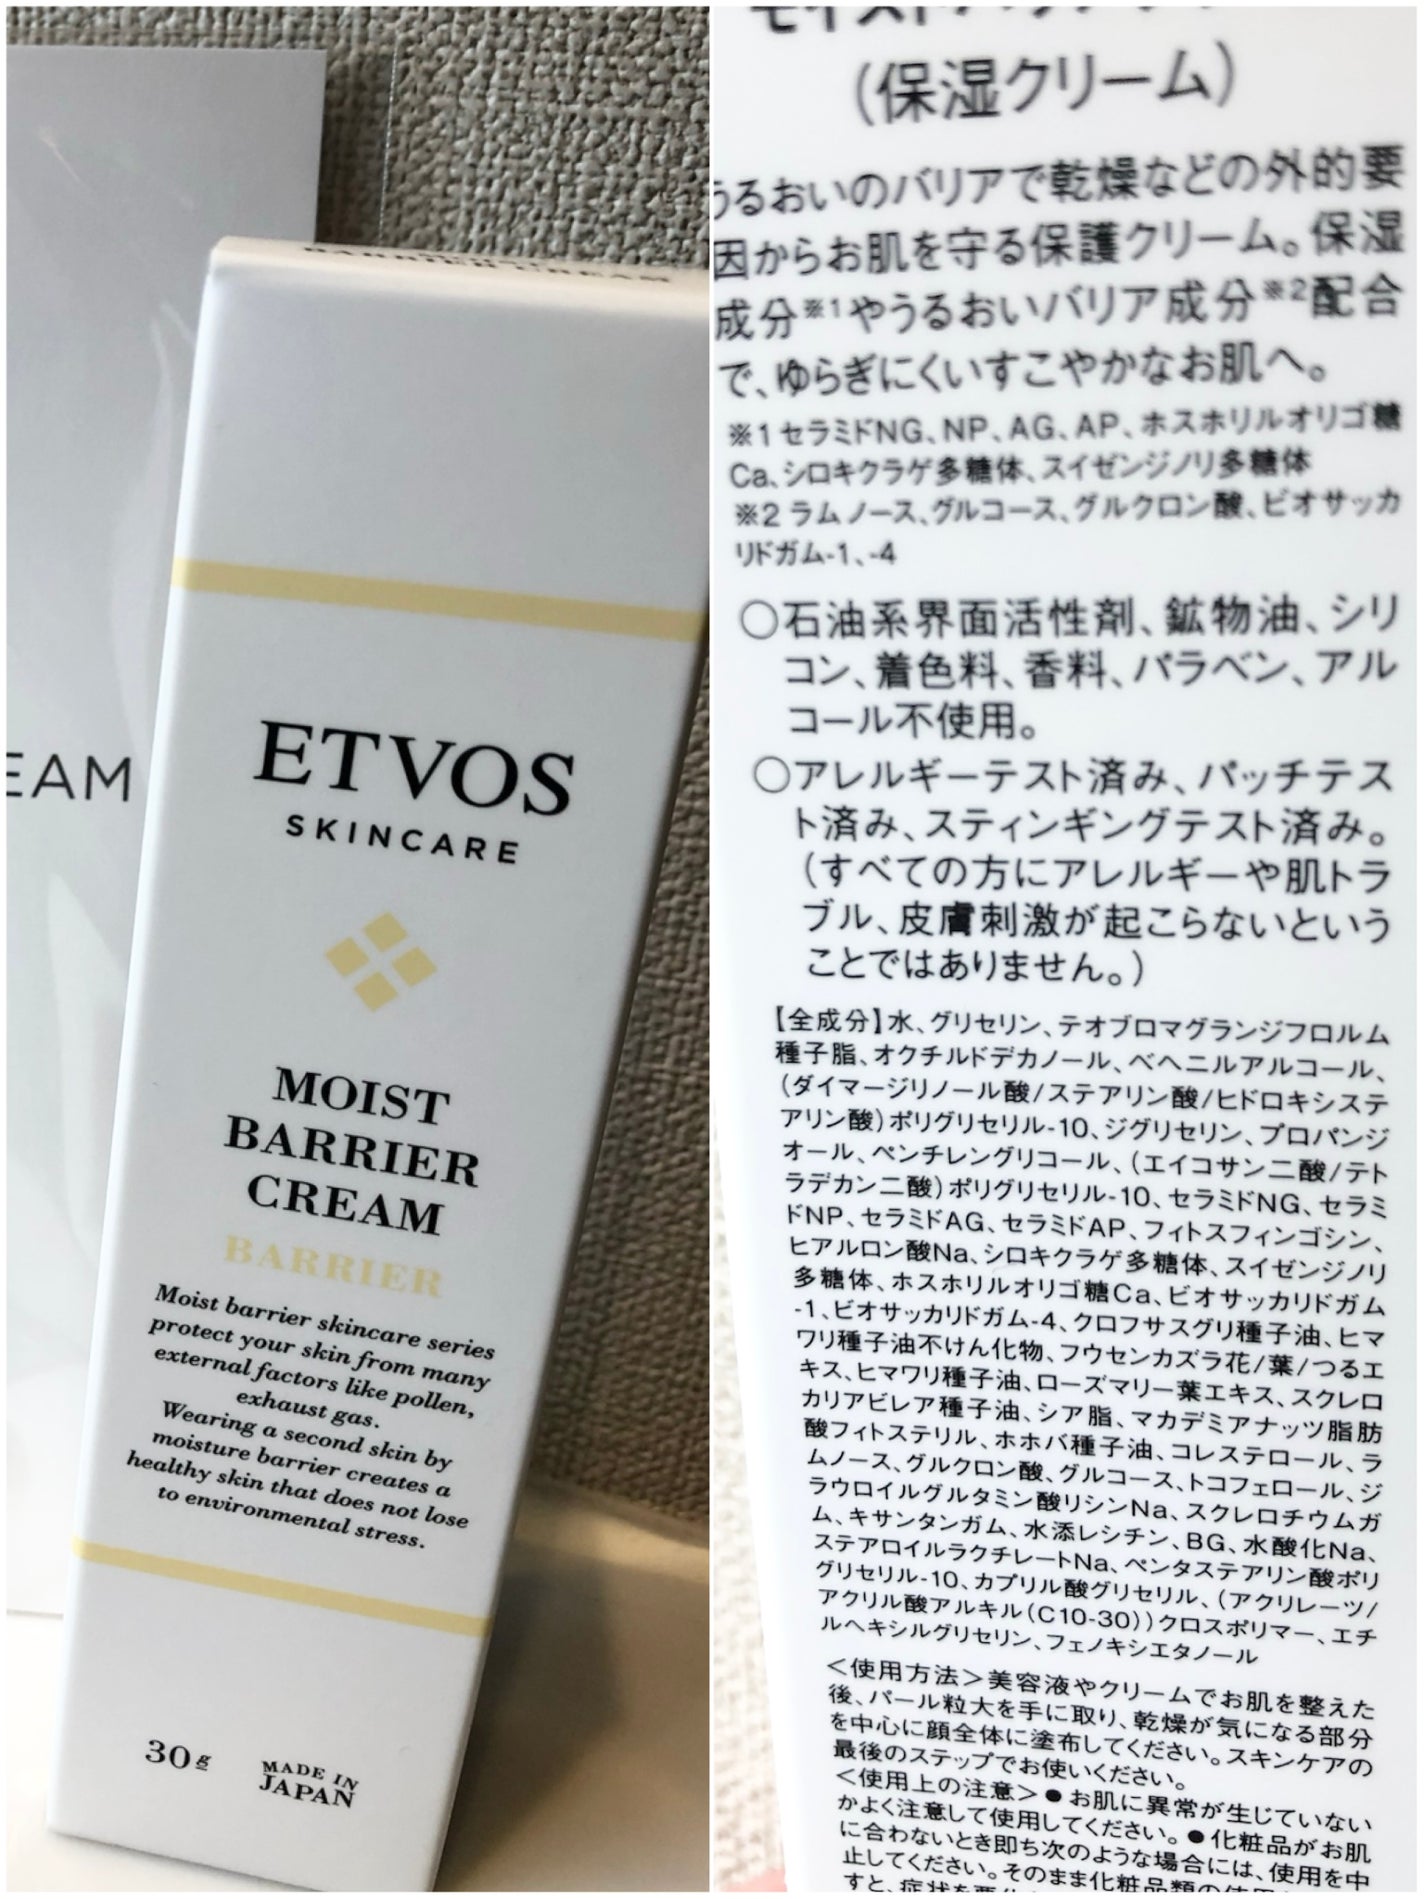 EAM
BARRIER CREAM
ETVOS
SKINCARE
MOIST
BARRIER
CREAM
BARRIER
Moist barrier skincare series
protect your skin from many
external factors like pollen,
exhaust gas.
Wearing a second skin by
moisture barrier creates a
healthy skin that does not lose
to environmental stress.
30g
MADE IN
JAPAN
(保湿クリーム)
うるおいのバリアで乾燥などの外的要
因からお肌を守る保護クリーム。保湿
成分※1やうるおいバリア成分※2配合
で、ゆらぎにくいすこやかなお肌へ。
※1 セラミドNG、NP、AG、AP、ホスホリルオリゴ糖
Ca、シロキクラゲ多糖体、スイゼンジノリ多糖体
※2 ラムノース、グルコース、グルクロン酸、ビオサッカ
リドガム-1、-4
○石油系界面活性剤、鉱物油、シリ
コン、着色料、香料、パラベン、アル
コール不使用。
○アレルギーテスト済み、パッチテス
ト済み、スティンギングテスト済み。
(すべての方にアレルギーや肌トラ
ブル、皮膚刺激が起こらないという
ことではありません。)
【全成分】水、グリセリン、テオブロマグランジフロルム
種子脂、オクチルドデカノール、ベヘニルアルコール、
(ダイマージリノール酸/ステアリン酸/ヒドロキシステ
アリン酸)ポリグリセリル-10、ジグリセリン、プロパンジ
オール、ペンチレングリコール、(エイコサン二酸/テト
ラデカン二酸)ポリグリセリル-10、セラミドNG、セラミ
ドNP、セラミドAG、セラミドAP、フィトスフィンゴシン、
ヒアルロン酸Na、シロキクラゲ多糖体、スイゼンジノリ
多糖体、ホスホリルオリゴ糖Ca、ビオサッカリドガム
-1、ビオサッカリドガム-4、クロフサスグリ種子油、ヒマ
ワリ種子油不けん化物、フウセンカズラ花/葉/つるエ
キス、ヒマワリ種子油、ローズマリー葉エキス、スクレロ
カリアビレア種子油、シア脂、マカデミアナッツ脂肪
酸フィトステリル、ホホバ種子油、コレステロール、ラ
ムノース、グルクロン酸、グルコース、トコフェロール、ジ
ラウロイルグルタミン酸リシンNa、スクレロチウムガ
ム、キサンタンガム、水添レシチン、BG、水酸化Na、
ステアロイルラクチレートNa、ペンタステアリン酸ポリ
グリセリル-10、カプリル酸グリセリル、(アクリレーツ/
アクリル酸アルキル(C10-30))クロスポリマー、エチ
ルヘキシルグリセリン、フェノキシエタノール
＜使用方法＞美容液やクリームでお肌を整えた
後、パール粒大を手に取り、乾燥が気になる部分
を中心に顔全体に塗布してください。スキンケアの
最後のステップでお使いください。
＜使用上の注意＞●お肌に異常が生じていない
かよく注意して使用してください。●化粧品がお肌
に合わないとき即ち次のような場合には、使用を中
止してください。そのまま化粧品類の使用
すと、症状を